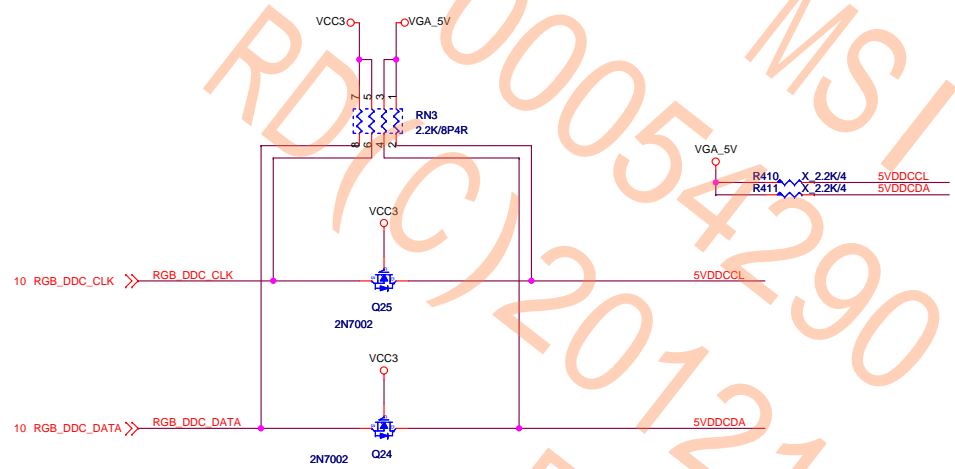 VCC3 VGA_5V
7 5 3 1
RN3
2.2K/8P4R
8 6 4 2
VGA_5V
R410 X_2.2K/4 5VDDCCL
R411 X_2.2K/4 5VDDCDA
VCC3
10 RGB_DDC_CLK RGB_DDC_CLK 5VDDCCL
Q25
2N7002
VCC3
10 RGB_DDC_DATA RGB_DDC_DATA 5VDDCDA
Q24
2N7002
MSI
000054290
RD(C)20121